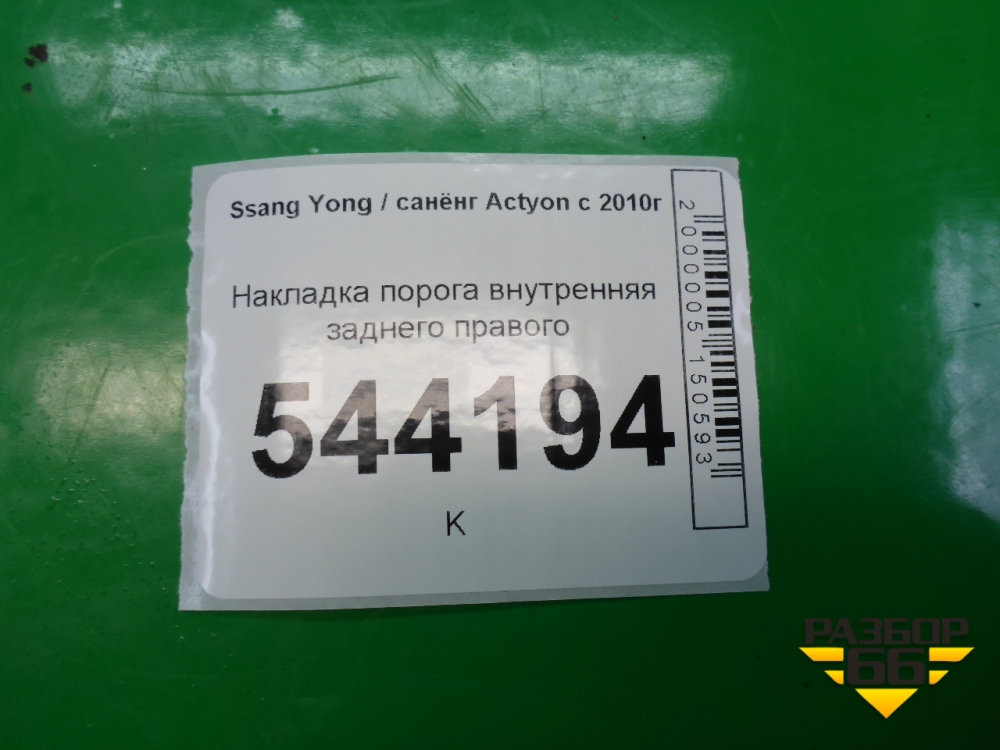 Ssang Yong / санёнг Actyon с 2010г
Накладка порога внутренняя
заднего правого
544194
К
2000005150593
РАЗБОР
66